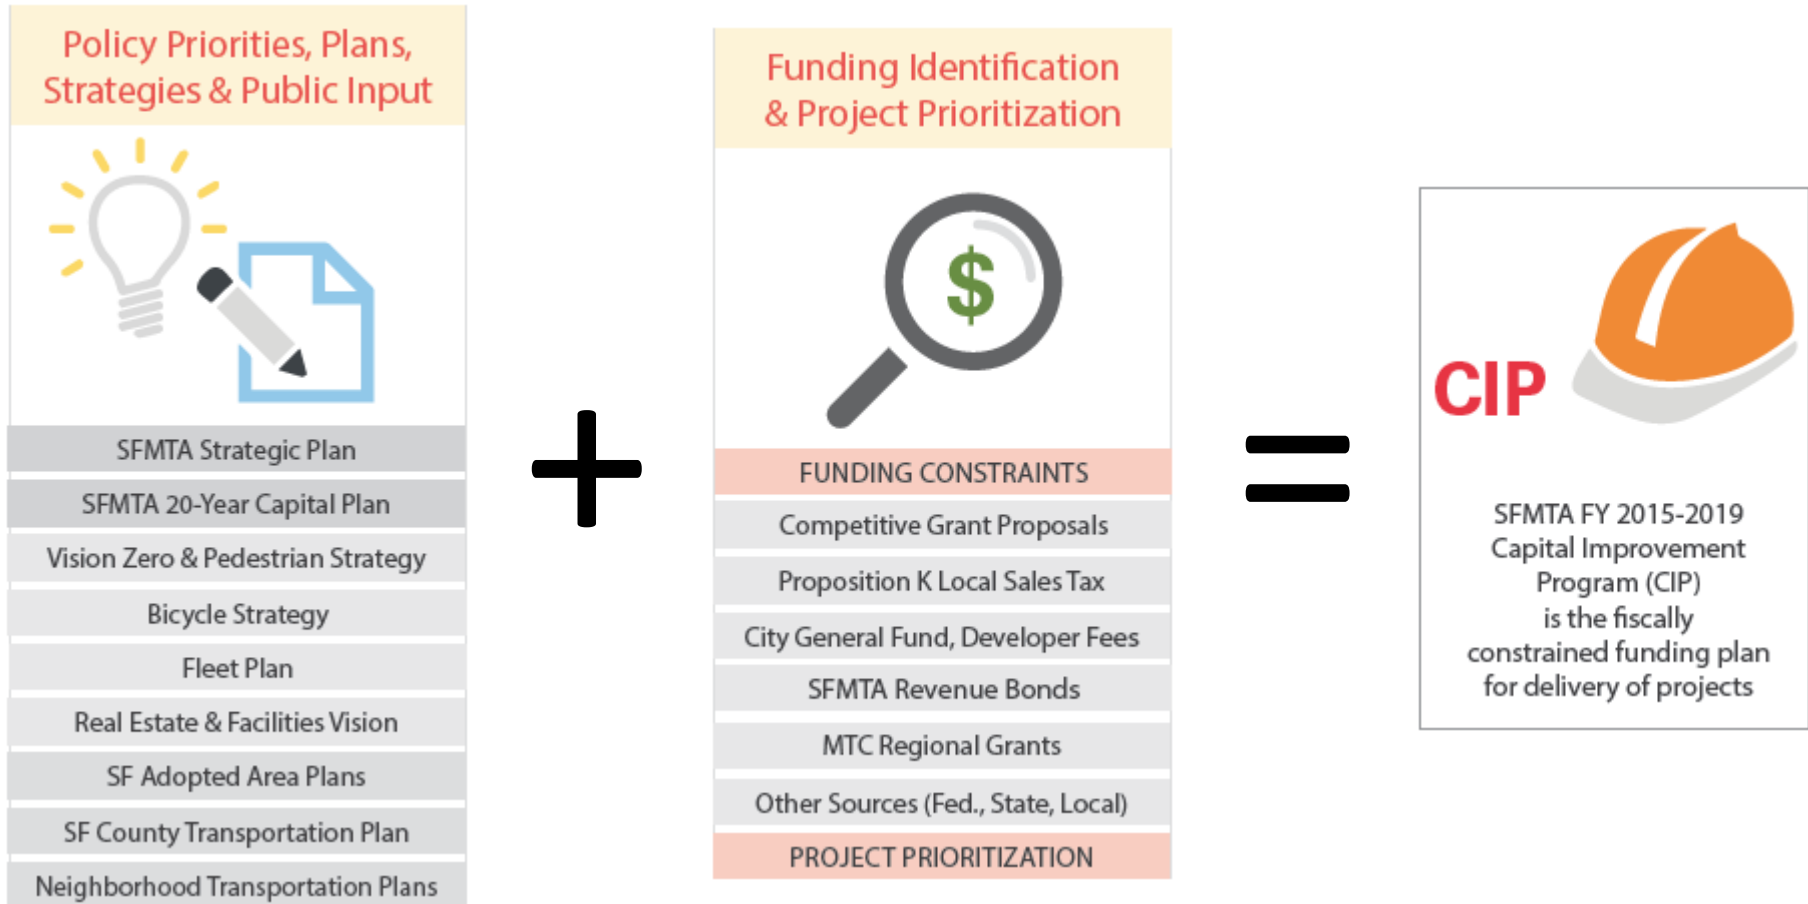 Policy Priorities, Plans,
Strategies & Public Input
SFMTA Strategic Plan
SFMTA 20-Year Capital Plan
Vision Zero & Pedestrian Strategy
Bicycle Strategy
Fleet Plan
Real Estate & Facilities Vision
SF Adopted Area Plans
SF County Transportation Plan
Neighborhood Transportation Plans
+
Funding Identification
& Project Prioritization
$
FUNDING CONSTRAINTS
Competitive Grant Proposals
Proposition K Local Sales Tax
City General Fund, Developer Fees
SFMTA Revenue Bonds
MTC Regional Grants
Other Sources (Fed., State, Local)
PROJECT PRIORITIZATION
=
CIP
SFMTA FY 2015-2019
Capital Improvement
Program (CIP)
is the fiscally
constrained funding plan
for delivery of projects